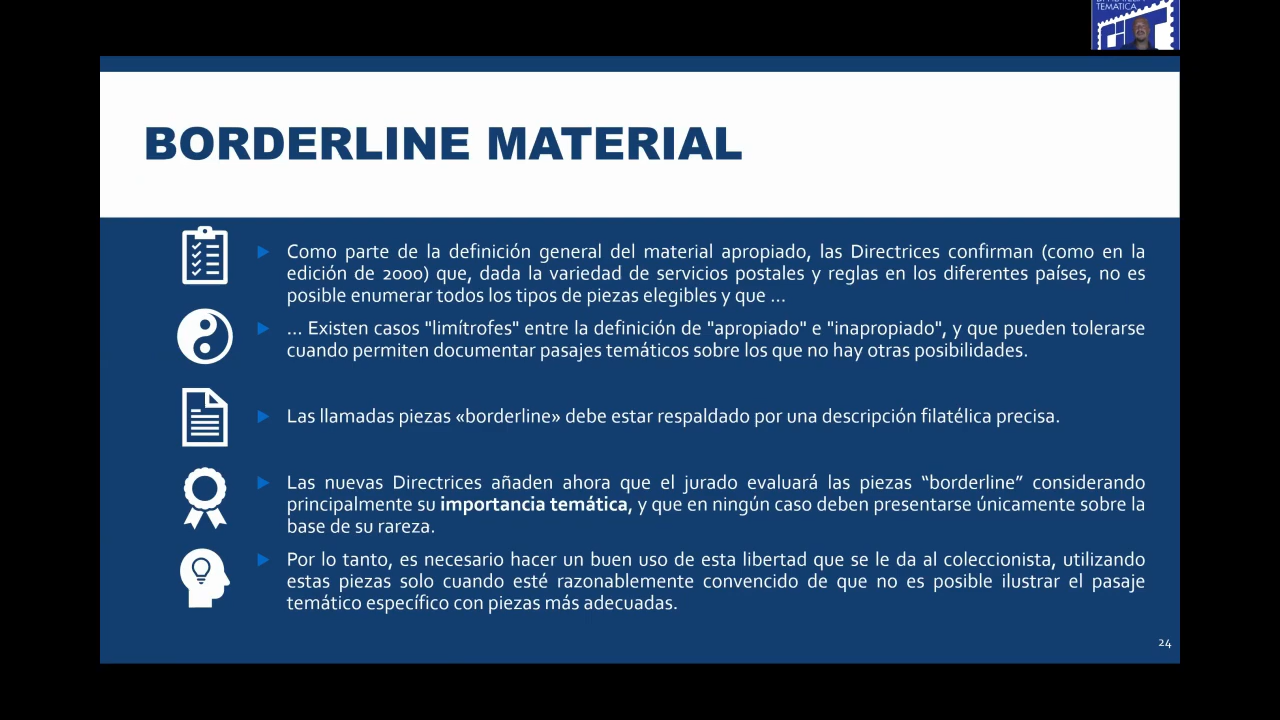 TEMATICA
BORDERLINE MATERIAL
Como parte de la definición general del material apropiado, las Directrices confirman (como en la
edición de 2000) que, dada la variedad de servicios postales y reglas en los diferentes países, no es
posible enumerar todos los tipos de piezas elegibles y que ...
... Existen casos "limítrofes" entre la definición de "apropiado" e "inapropiado", y que pueden tolerarse
cuando permiten documentar pasajes temáticos sobre los que no hay otras posibilidades.
Las llamadas piezas «borderline» debe estar respaldado por una descripción filatélica precisa.
Las nuevas Directrices añaden ahora que el jurado evaluará las piezas “borderline” considerando
principalmente su importancia temática, y que en ningún caso deben presentarse únicamente sobre la
base de su rareza.
Por lo tanto, es necesario hacer un buen uso de esta libertad que se le da al coleccionista, utilizando
estas piezas solo cuando esté razonablemente convencido de que no es posible ilustrar el pasaje
temático específico con piezas más adecuadas.
24